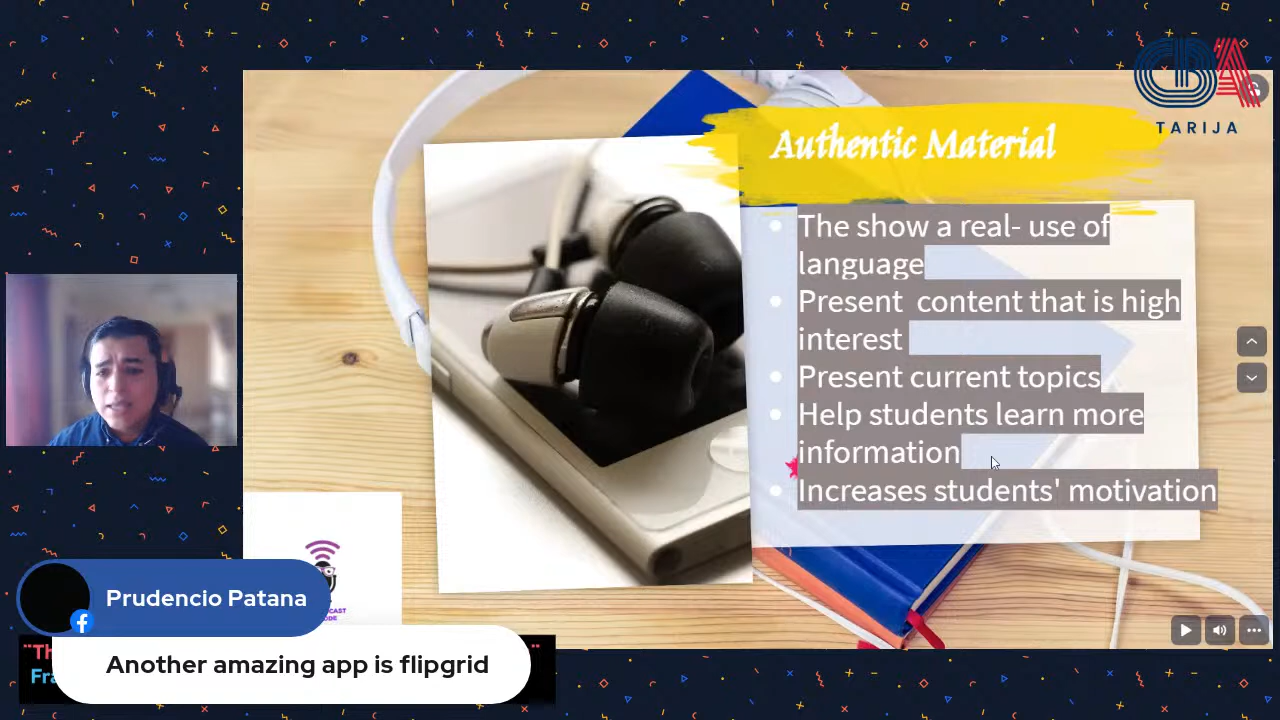 CBA
TARIJA
Authentic Material
The show a real- use of
language
Present  content that is high
interest
Present current topics
Help students learn more
information
Increases students' motivation
Prudencio Patana
Another amazing app is flipgrid